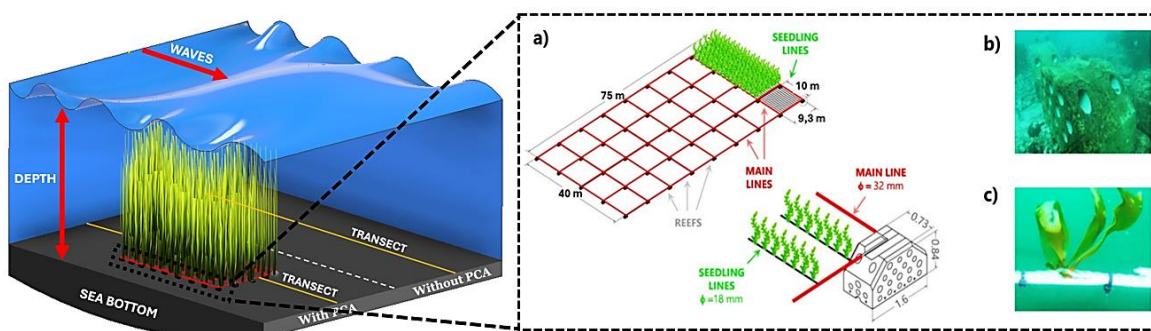 WAVES
DEPTH
TRANSECT
TRANSECT
Without PCA
With PCA
SEA BOTTOM
a)
SEEDLING
LINES
75 m
10 m
9,3 m
MAIN
LINES
40 m
REEFS
MAIN LINE
ϕ = 32 mm
0.73
0.84
1.6
SEEDLING
LINES
ϕ =18 mm
b)
c)